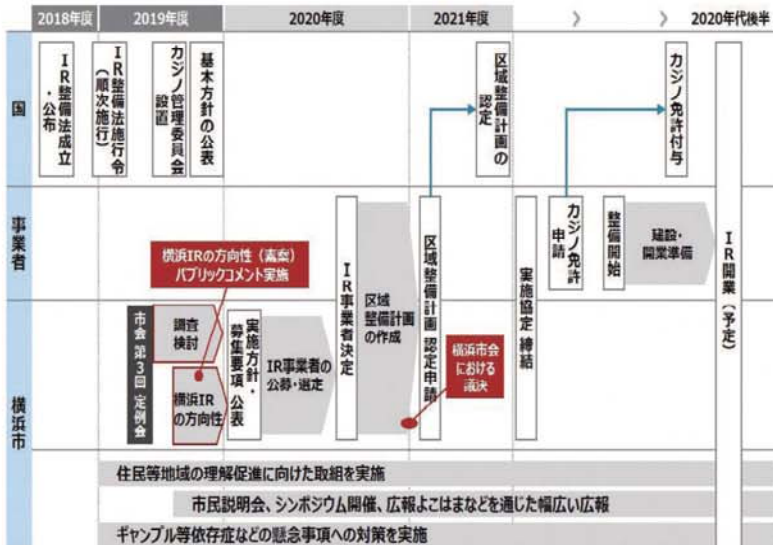 2018年度
2019年度
2020年度
2021年度
2020年代後半
国
IR整備法成立
・公布
IR整備法施行令
(順次施行)
カジノ管理委員会
設置
基本方針の公表
区域整備計画の
認定
カジノ免許付与
事業者
横浜IRの方向性(素案)
パブリックコメント実施
IR事業者決定
区域
整備計画
の作成
区域整備計画 認定申請
実施協定 締結
カジノ免許
申請
整備開始
建設・
開業準備
IR開業(予定)
横浜市
市会 第3回 定例会
調査
検討
横浜IR
の方向性
実施方針・
募集要項 公表
IR事業者の
公募・選定
横浜市会
における
議決
住民等地域の理解促進に向けた取組を実施
市民説明会、シンポジウム開催、広報よこはまなどを通じた幅広い広報
ギャンブル等依存症などの懸念事項への対策を実施